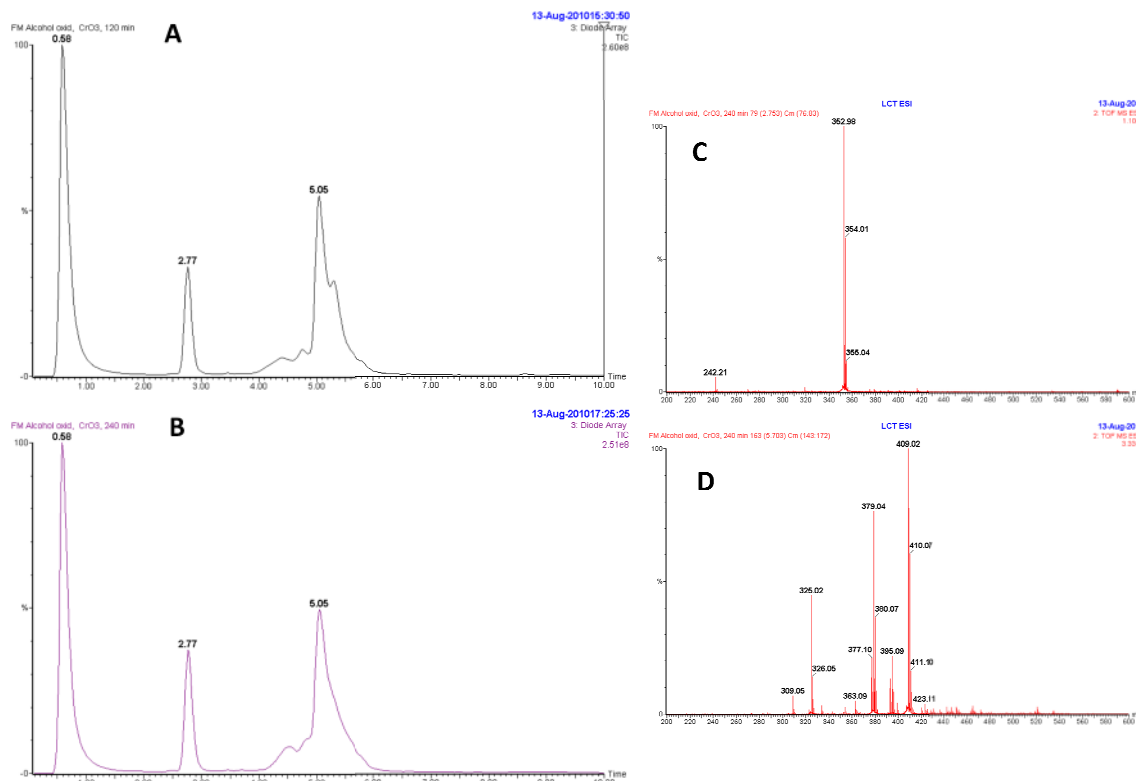 13-Aug-201015:30:50
FM Alcohol oxid, CrO3, 120 min
A
3: Diode Array
TIC
2.60e8
100
0.58
2.77
5.05
%
-0
1.00 2.00 3.00 4.00 5.00 6.00 7.00 8.00 9.00 10.00
Time
13-Aug-201017:25:25
FM Alcohol oxid, CrO3, 240 min
B
3: Diode Array
TIC
2.51e8
100
0.58
2.77
5.05
%
-0
Time
LCT ESI
13-Aug-20
FM Alcohol oxid, CrO3, 240 min 79 (2.753) Cm (76:83)
2: TOF MS ES
1.10
C
100
352.98
354.01
355.04
242.21
%
0
200 220 240 260 280 300 320 340 360 380 400 420 440 460 480 500 520 540 560 580 600
LCT ESI
13-Aug-20
FM Alcohol oxid, CrO3, 240 min 163 (5.703) Cm (143:172)
2: TOF MS ES
D
100
409.02
379.04
410.07
325.02
380.07
377.10
395.09
411.10
326.05
309.05
363.09
423.11
%
0
200 220 240 260 280 300 320 340 360 380 400 420 440 460 480 500 520 540 560 580 600